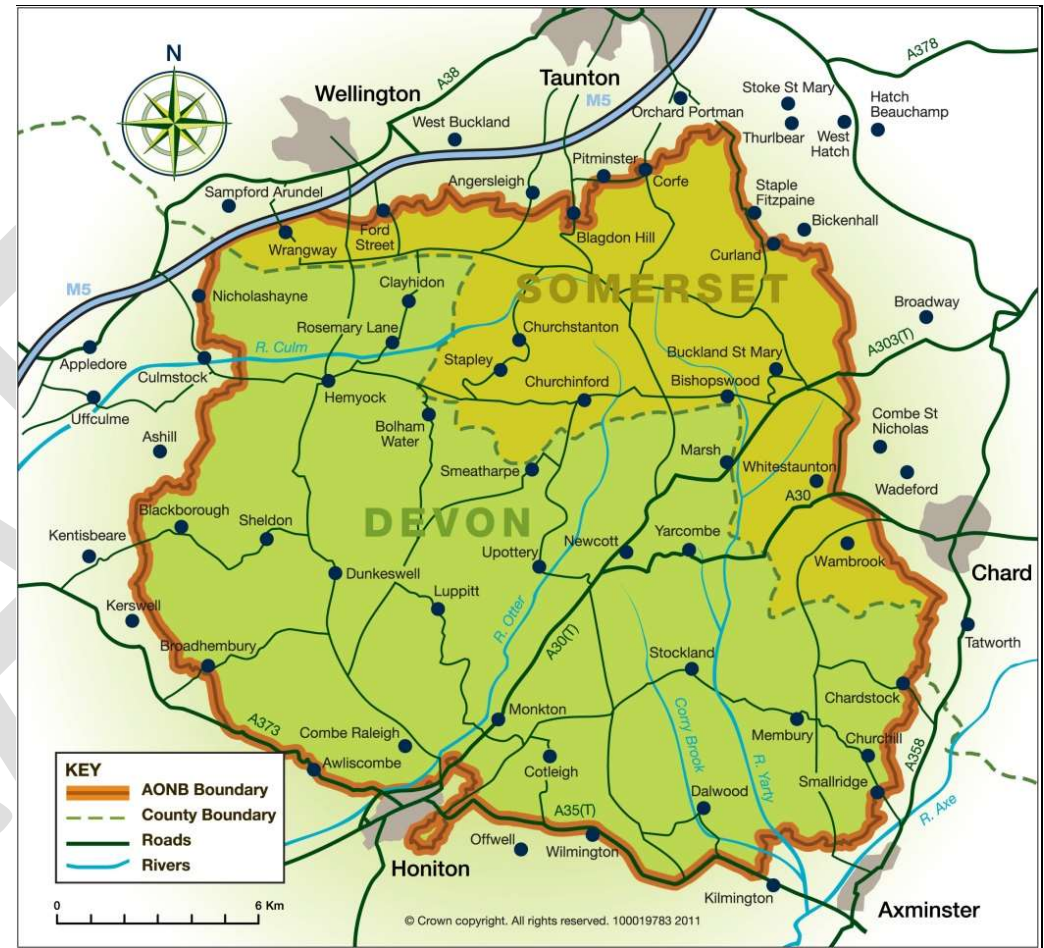 N
A38
Taunton
A378
Wellington
M5
Stoke St Mary
Hatch
Beauchamp
Orchard Portman
West Buckland
Thurlbear
West
Hatch
Pitminster
Angersleigh
Corfe
Staple
Fitzpaine
Sampford Arundel
Bickenhall
Ford
Street
Blagdon Hill
Wrangway
Curland
M5
Clayhidon
SOMERSET
Nicholashayne
Broadway
Rosemary Lane
Churchstanton
A303(T)
R. Culm
Stapley
Buckland St Mary
Appledore
Culmstock
Churchinford
Bishopswood
Hemyock
Uffculme
Bolham
Water
Combe St
Nicholas
Ashill
Marsh
Smeatharpe
Whitestaunton
Wadeford
A30
Blackborough
Sheldon
DEVON
Kentisbeare
Upottery
Newcott
Yarcombe
Wambrook
Dunkeswell
Chard
Luppitt
Kerswell
R. Otter
A30(T)
Tatworth
Broadhembury
Stockland
Chardstock
Monkton
A373
Corry Brook
Membury
Combe Raleigh
Churchill
A358
KEY
Awliscombe
Cotleigh
R. Yarty
Smallridge
AONB Boundary
Dalwood
County Boundary
A35(T)
R. Axe
Roads
Offwell
Wilmington
Rivers
Honiton
Kilmington
0 6 Km
Axminster
© Crown copyright. All rights reserved. 100019783 2011